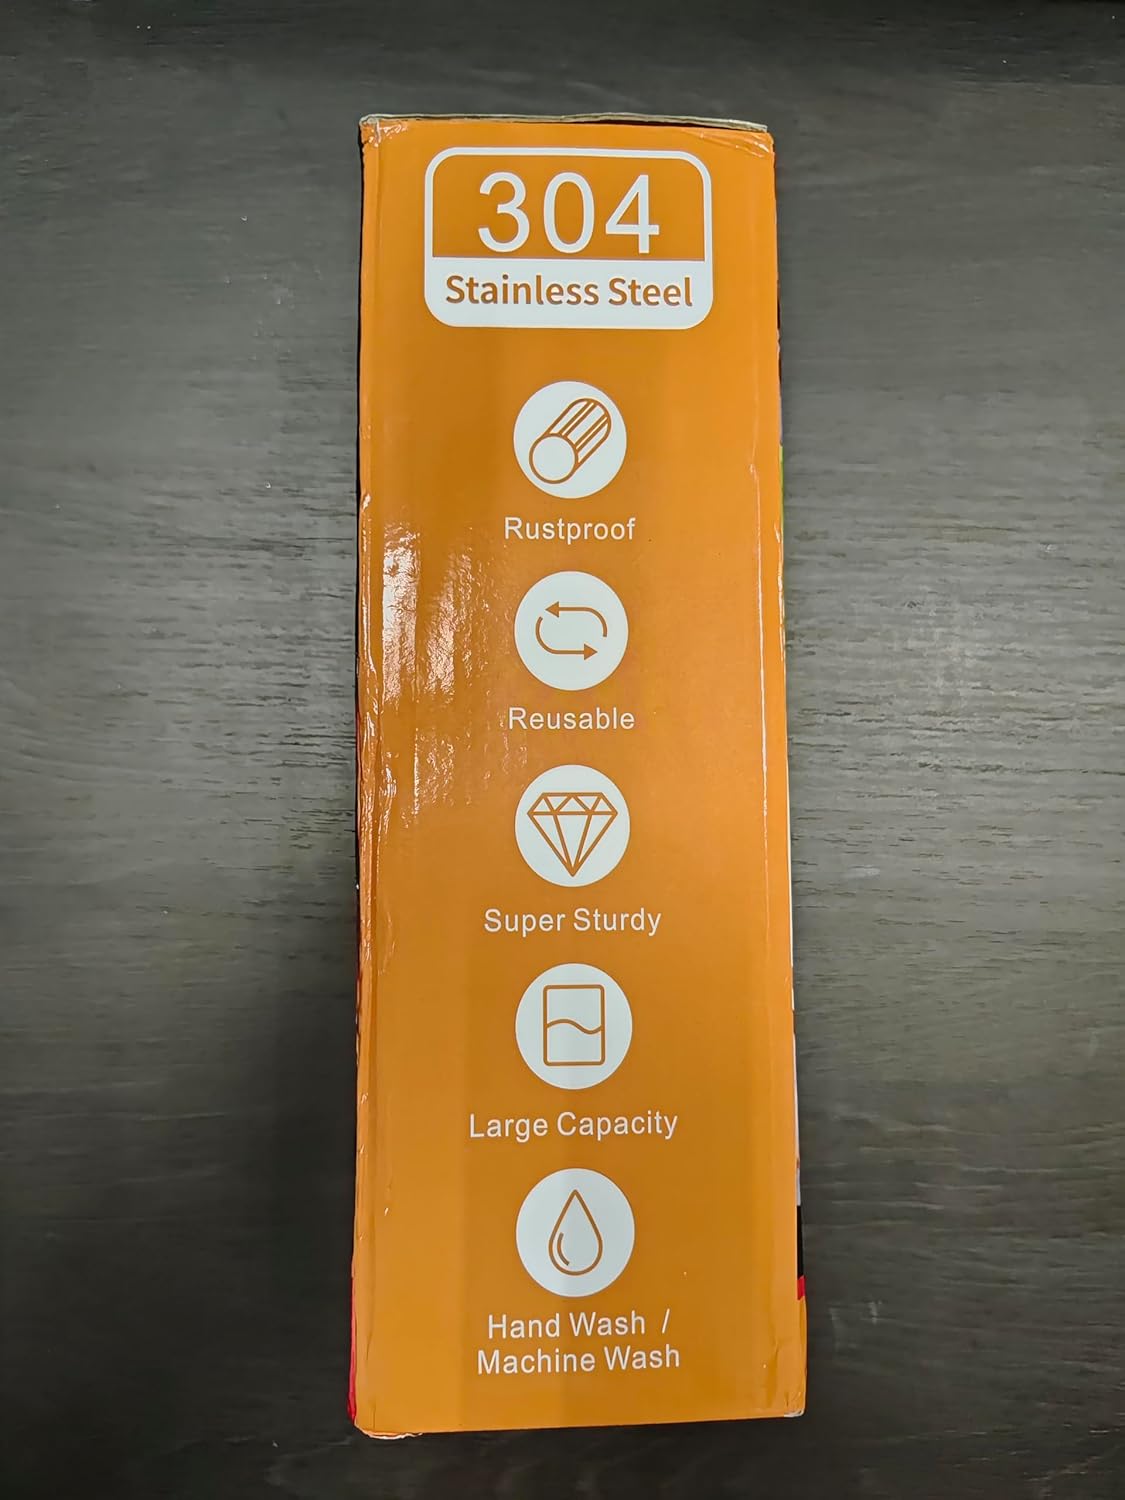 304
Stainless Steel
Rustproof
Reusable
Super Sturdy
Large Capacity
Hand Wash /
Machine Wash